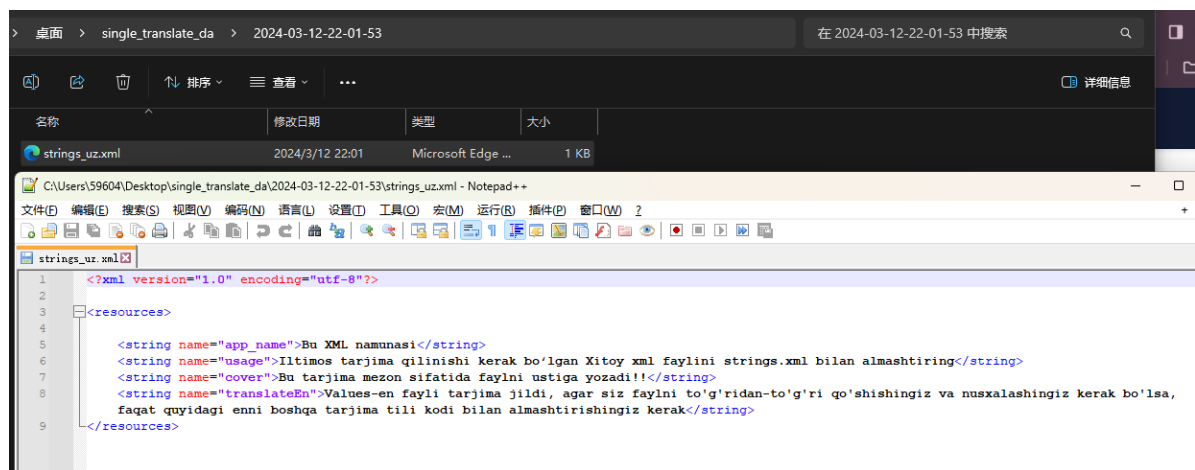 > 桌面 > single_translate_da > 2024-03-12-22-01-53
在 2024-03-12-22-01-53 中搜索
排序 查看 ... 详细信息
名称 修改日期 类型 大小
strings_uz.xml 2024/3/12 22:01 Microsoft Edge ... 1 KB
C:\Users\59604\Desktop\single_translate_da\2024-03-12-22-01-53\strings_uz.xml - Notepad++
文件(F) 编辑(E) 搜索(S) 视图(V) 编码(N) 语言(L) 设置(T) 工具(O) 宏(M) 运行(R) 插件(P) 窗口(W) ? +
strings_uz.xml
1 <?xml version="1.0" encoding="utf-8"?>
2
3 <resources>
4
5 <string name="app_name">Bu XML namunasi</string>
6 <string name="usage">Iltimos tarjima qilinishi kerak bo‘lgan Xitoy xml faylini strings.xml bilan almashtiring</string>
7 <string name="cover">Bu tarjima mezon sifatida faylni ustiga yozadi!!</string>
8 <string name="translateEn">Values-en fayli tarjima jildi, agar siz faylni to'g'ridan-to'g'ri qo'shishingiz va nusxalashingiz kerak bo'lsa,
faqat quyidagi enni boshqa tarjima tili kodi bilan almashtirishingiz kerak</string>
9 </resources>